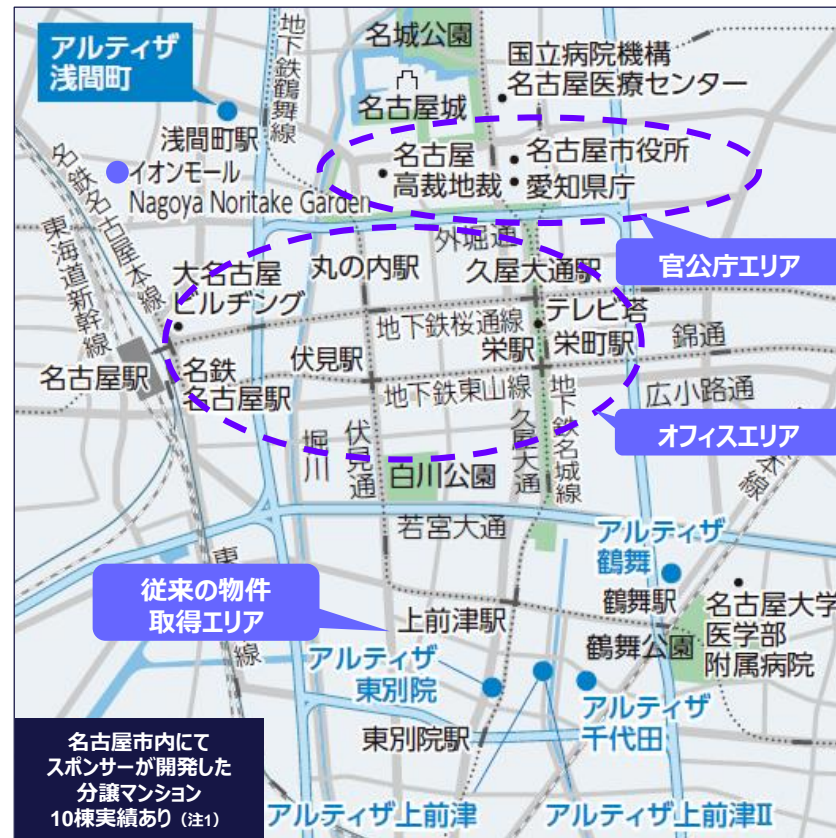 アルティザ
浅間町
名城公園
国立病院機構
名古屋医療センター
地下鉄鶴舞線
名古屋城
浅間町駅
イオンモール
Nagoya Noritake Garden
名古屋
高裁地裁
名古屋市役所
愛知県庁
名鉄名古屋本線
東海道新幹線
外堀通
官公庁エリア
大名古屋
ビルヂング
丸の内駅
久屋大通駅
テレビ塔
地下鉄桜通線
栄駅
栄町駅
錦通
伏見駅
名古屋駅
名鉄
名古屋駅
地下鉄東山線
広小路通
オフィスエリア
堀川
伏見通
久屋大通
地下鉄名城線
本線
白川公園
若宮大通
アルティザ
鶴舞
東
線
従来の物件
取得エリア
鶴舞駅
上前津駅
鶴舞公園
名古屋大学
医学部
附属病院
アルティザ
東別院
アルティザ
千代田
東別院駅
名古屋市内にて
スポンサーが開発した
分譲マンション
10棟実績あり（注1）
アルティザ上前津
アルティザ上前津II